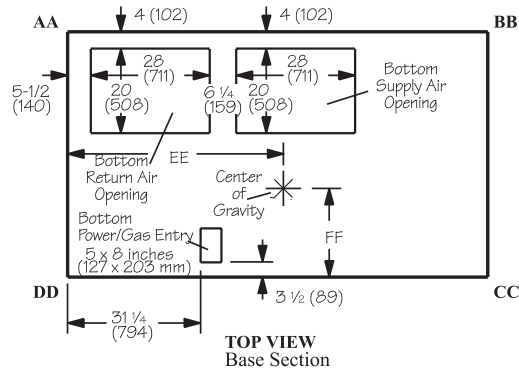 AA
4 (102)
4 (102)
BB
28
(711)
28
(711)
Bottom
Supply Air
Opening
5-1/2
(140)
20
(508)
6 1/4
(159)
20
(508)
EE
Bottom
Return Air
Opening
Center
of
Gravity
Bottom
Power/Gas Entry
5 x 8 inches
(127 x 203 mm)
FF
DD
CC
3 1/2 (89)
31 1/4
(794)
TOP VIEW
Base Section